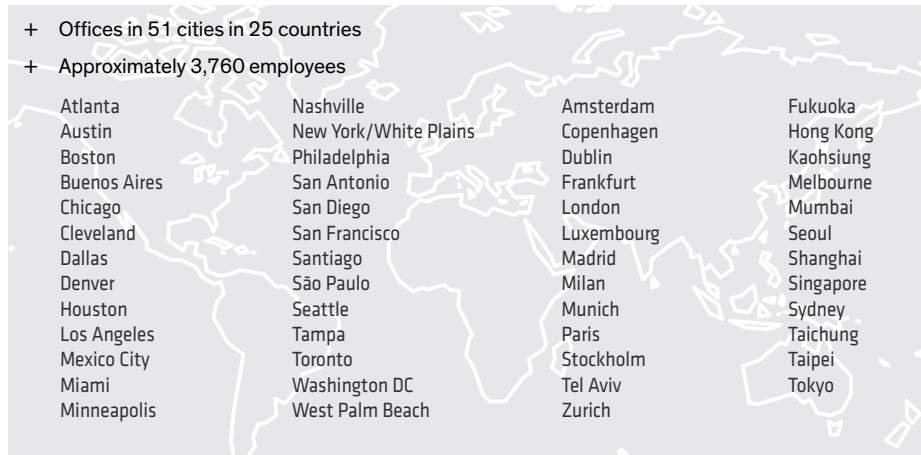 + Offices in 51 cities in 25 countries
+ Approximately 3,760 employees
Atlanta
Austin
Boston
Buenos Aires
Chicago
Cleveland
Dallas
Denver
Houston
Los Angeles
Mexico City
Miami
Minneapolis
Nashville
New York/White Plains
Philadelphia
San Antonio
San Diego
San Francisco
Santiago
São Paulo
Seattle
Tampa
Toronto
Washington DC
West Palm Beach
Amsterdam
Copenhagen
Dublin
Frankfurt
London
Luxembourg
Madrid
Milan
Munich
Paris
Stockholm
Tel Aviv
Zurich
Fukuoka
Hong Kong
Kaohsiung
Melbourne
Mumbai
Seoul
Shanghai
Singapore
Sydney
Taichung
Taipei
Tokyo